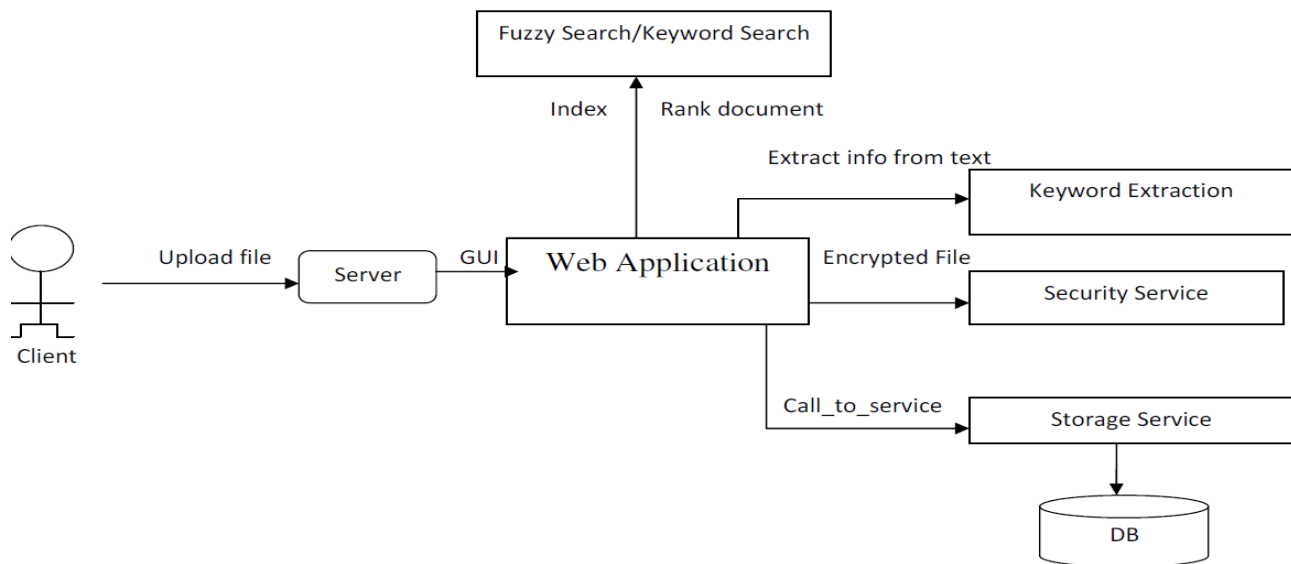 Fuzzy Search/Keyword Search
Index
Rank document
Extract info from text
Keyword Extraction
Upload file
Server
GUI
Web Application
Encrypted File
Security Service
Client
Call_to_service
Storage Service
DB